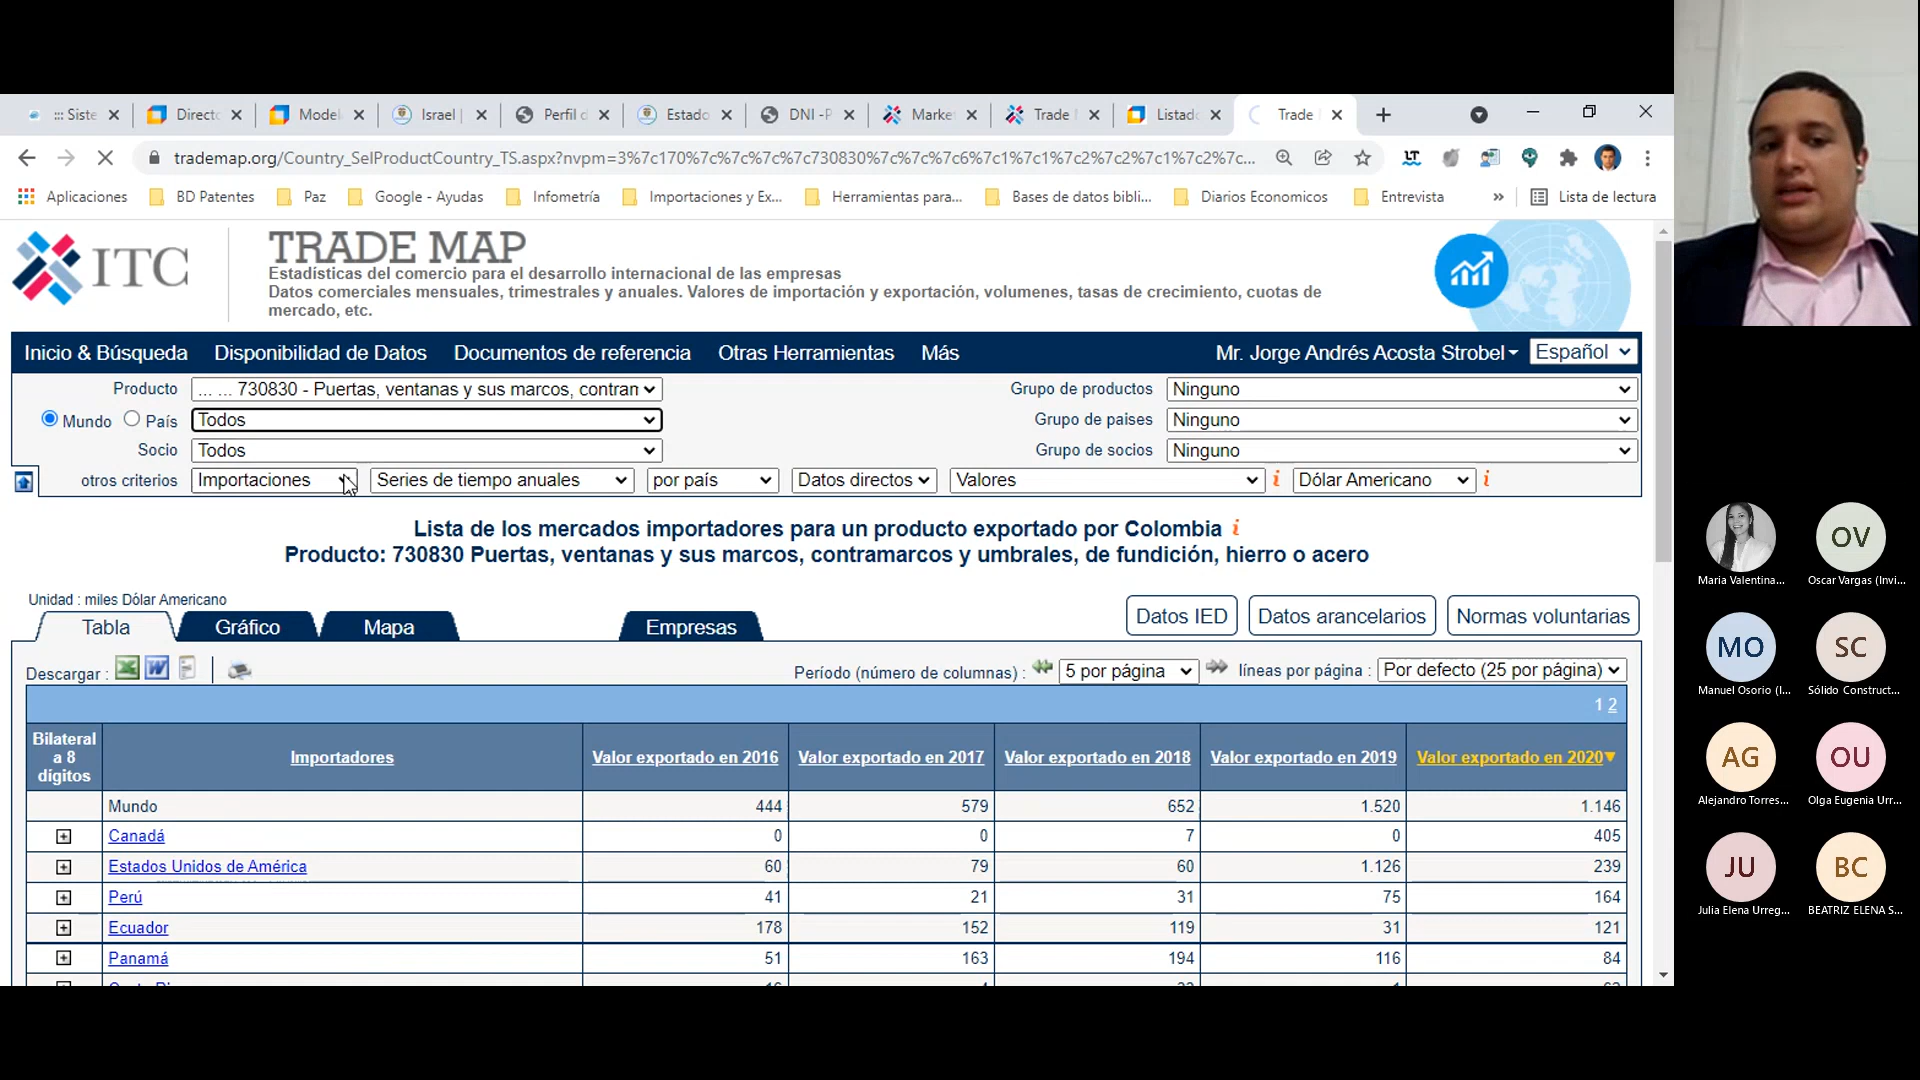 ::: Siste
Directo
Model
Israel |
Perfil d
Estado
DNI -P
Market
Trade
Listado
Trade
trademap.org/Country_SelProductCountry_TS.aspx?nvpm=3%7c170%7c%7c%7c%7c730830%7c%7c%7c6%7c1%7c1%7c2%7c2%7c1%7c2%7c...
Aplicaciones
BD Patentes
Paz
Google - Ayudas
Infometría
Importaciones y Ex...
Herramientas para...
Bases de datos bibli...
Diarios Economicos
Entrevista
»
Lista de lectura
ITC
TRADE MAP
Estadísticas del comercio para el desarrollo internacional de las empresas
Datos comerciales mensuales, trimestrales y anuales. Valores de importación y exportación, volumenes, tasas de crecimiento, cuotas de
mercado, etc.
Inicio & Búsqueda Disponibilidad de Datos Documentos de referencia Otras Herramientas Más Mr. Jorge Andrés Acosta Strobel Español
Producto ... ... 730830 - Puertas, ventanas y sus marcos, contran Grupo de productos Ninguno
Mundo País Todos Grupo de paises Ninguno
Socio Todos Grupo de socios Ninguno
otros criterios Importaciones Series de tiempo anuales por país Datos directos Valores i Dólar Americano i
Lista de los mercados importadores para un producto exportado por Colombia i
Producto: 730830 Puertas, ventanas y sus marcos, contramarcos y umbrales, de fundición, hierro o acero
Unidad : miles Dólar Americano
Tabla Gráfico Mapa Empresas Datos IED Datos arancelarios Normas voluntarias
Descargar : Período (número de columnas) : 5 por página líneas por página : Por defecto (25 por página)
1 2
Bilateral a 8 dígitos Importadores Valor exportado en 2016 Valor exportado en 2017 Valor exportado en 2018 Valor exportado en 2019 Valor exportado en 2020▼
Mundo 444 579 652 1.520 1.146
Canadá 0 0 7 0 405
Estados Unidos de América 60 79 60 1.126 239
Perú 41 21 31 75 164
Ecuador 178 152 119 31 121
Panamá 51 163 194 116 84
OV
Maria Valentina... Oscar Vargas (Invi...
MO SC
Manuel Osorio (I... Sólido Construct...
AG OU
Alejandro Torres... Olga Eugenia Urr...
JU BC
Julia Elena Urreg... BEATRIZ ELENA S...